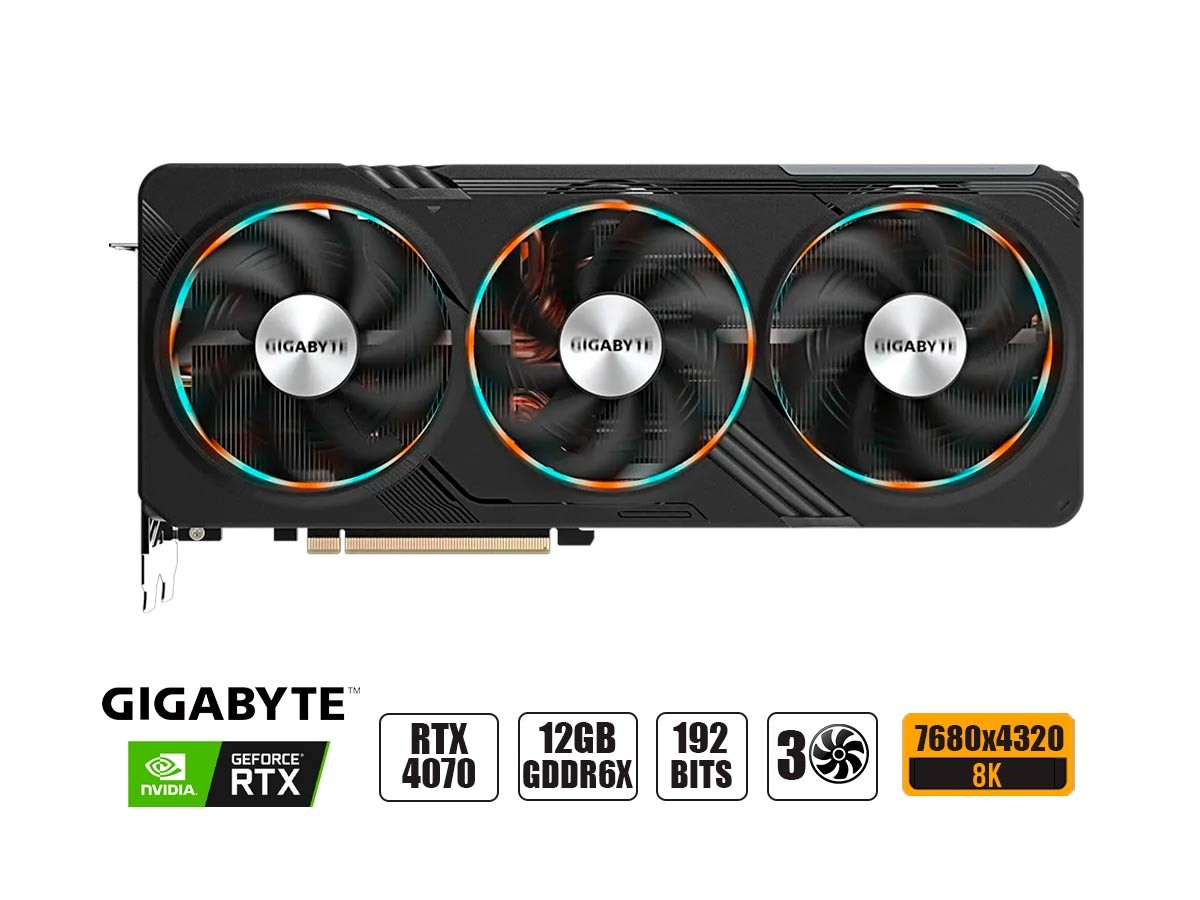 GIGABYTE
GIGABYTE
GIGABYTE
GIGABYTE™
NVIDIA.
GEFORCE®
RTX
RTX
4070
12GB
GDDR6X
192
BITS
3
7680x4320
8K